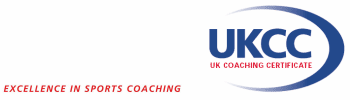 UKCC
UK COACHING CERTIFICATE
EXCELLENCE IN SPORTS COACHING